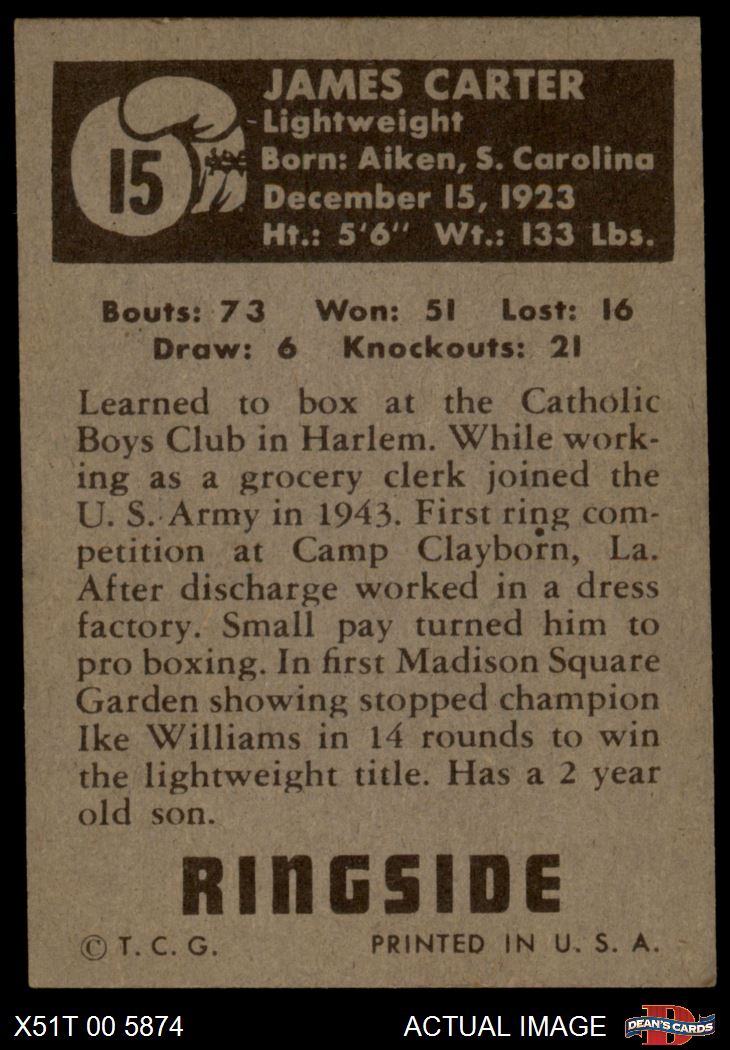 15
JAMES CARTER
-Lightweight
Born: Aiken, S. Carolina
December 15, 1923
Ht.: 5'6" Wt.: 133 Lbs.
Bouts: 73 Won: 51 Lost: 16
Draw: 6 Knockouts: 21
Learned to box at the Catholic
Boys Club in Harlem. While work-
ing as a grocery clerk joined the
U. S. Army in 1943. First ring com-
petition at Camp Clayborn, La.
After discharge worked in a dress
factory. Small pay turned him to
pro boxing. In first Madison Square
Garden showing stopped champion
Ike Williams in 14 rounds to win
the lightweight title. Has a 2 year
old son.
RINGSIDE
© T. C. G. PRINTED IN U. S. A.
X51T 00 5874 ACTUAL IMAGE DEAN'S CARDS